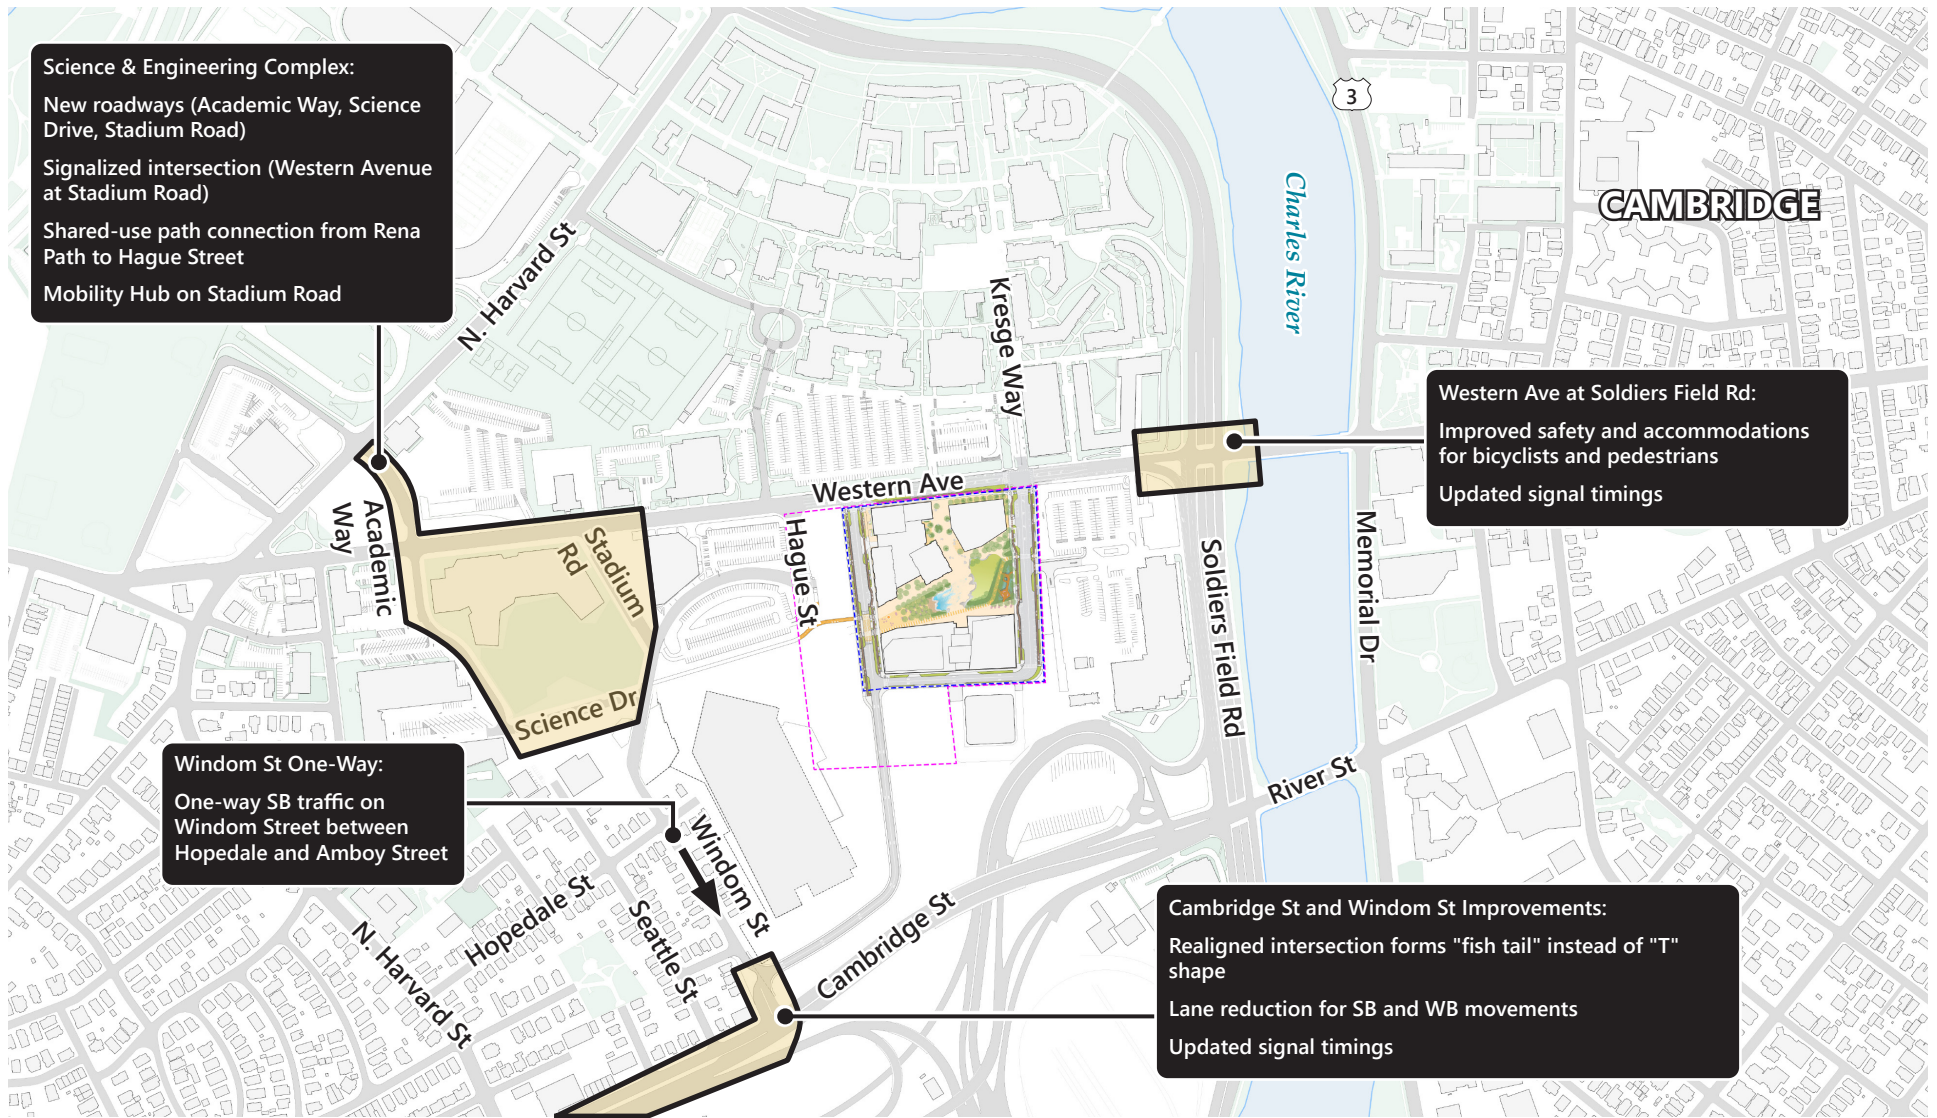 Science & Engineering Complex:
New roadways (Academic Way, Science
Drive, Stadium Road)
Signalized intersection (Western Avenue
at Stadium Road)
Shared-use path connection from Rena
Path to Hague Street
Mobility Hub on Stadium Road
3
CAMBRIDGE
Charles River
N. Harvard St
Kresge Way
Western Ave at Soldiers Field Rd:
Improved safety and accommodations
for bicyclists and pedestrians
Updated signal timings
Western Ave
Academic
Way
Stadium
Rd
Hague St
Soldiers Field Rd
Memorial Dr
Science Dr
River St
Windom St One-Way:
One-way SB traffic on
Windom Street between
Hopedale and Amboy Street
Windom St
Hopedale St
Seattle St
N. Harvard St
Cambridge St
Cambridge St and Windom St Improvements:
Realigned intersection forms "fish tail" instead of "T"
shape
Lane reduction for SB and WB movements
Updated signal timings